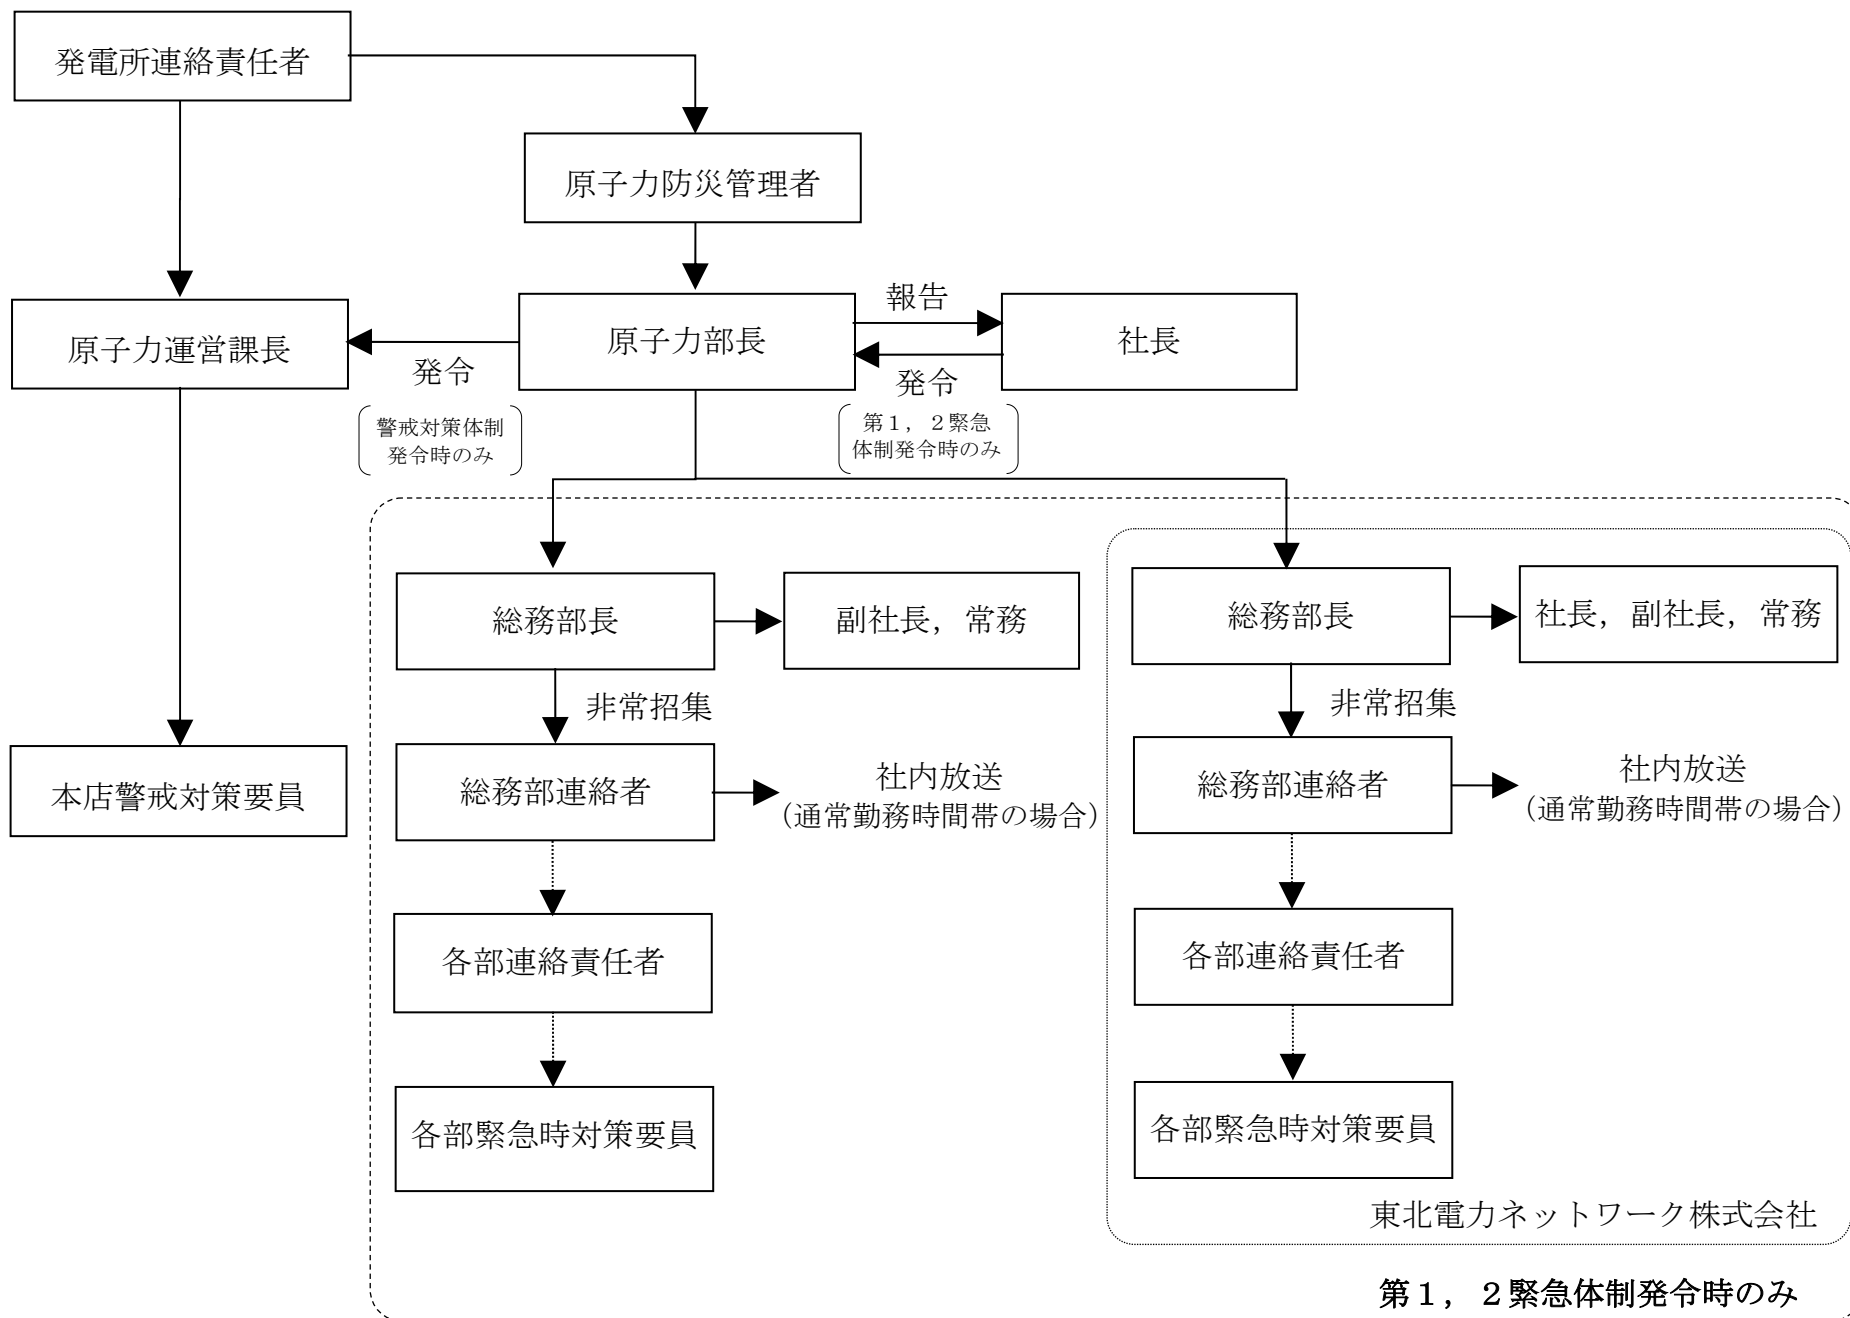 発電所連絡責任者
原子力防災管理者
原子力運営課長
発令
警戒対策体制
発令時のみ
原子力部長
報告
発令
第１，２緊急
体制発令時のみ
社長
本店警戒対策要員
総務部長
副社長，常務
非常招集
総務部連絡者
社内放送
（通常勤務時間帯の場合）
各部連絡責任者
各部緊急時対策要員
総務部長
社長，副社長，常務
非常招集
総務部連絡者
社内放送
（通常勤務時間帯の場合）
各部連絡責任者
各部緊急時対策要員
東北電力ネットワーク株式会社
第１，２緊急体制発令時のみ